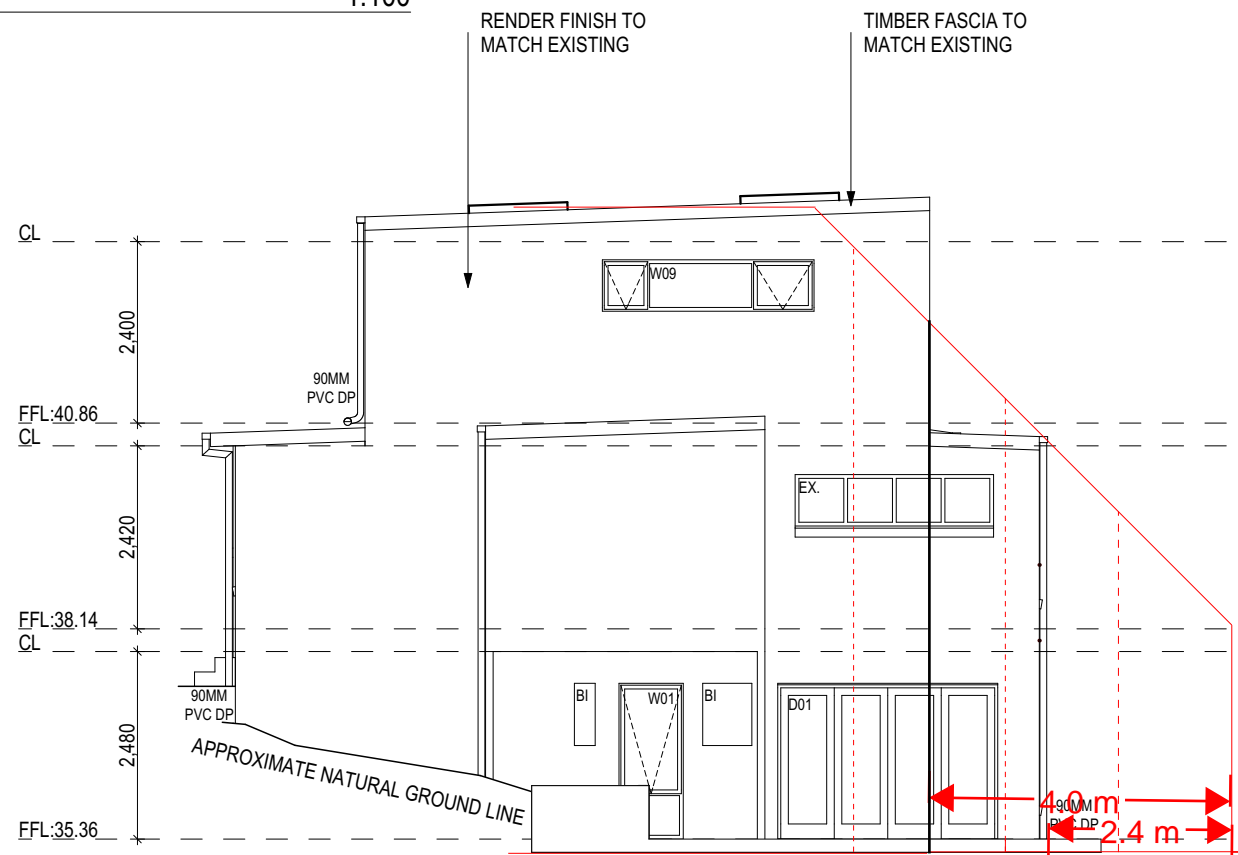 1:100
RENDER FINISH TO
MATCH EXISTING
TIMBER FASCIA TO
MATCH EXISTING
CL
W09
2,400
90MM
PVC DP
FFL:40.86
CL
EX.
2,420
FFL:38.14
CL
90MM
PVC DP
BI
W01
BI
D01
2,480
APPROXIMATE NATURAL GROUND LINE
4.0 m
90MM
PVC DP
2.4 m
FFL:35.36